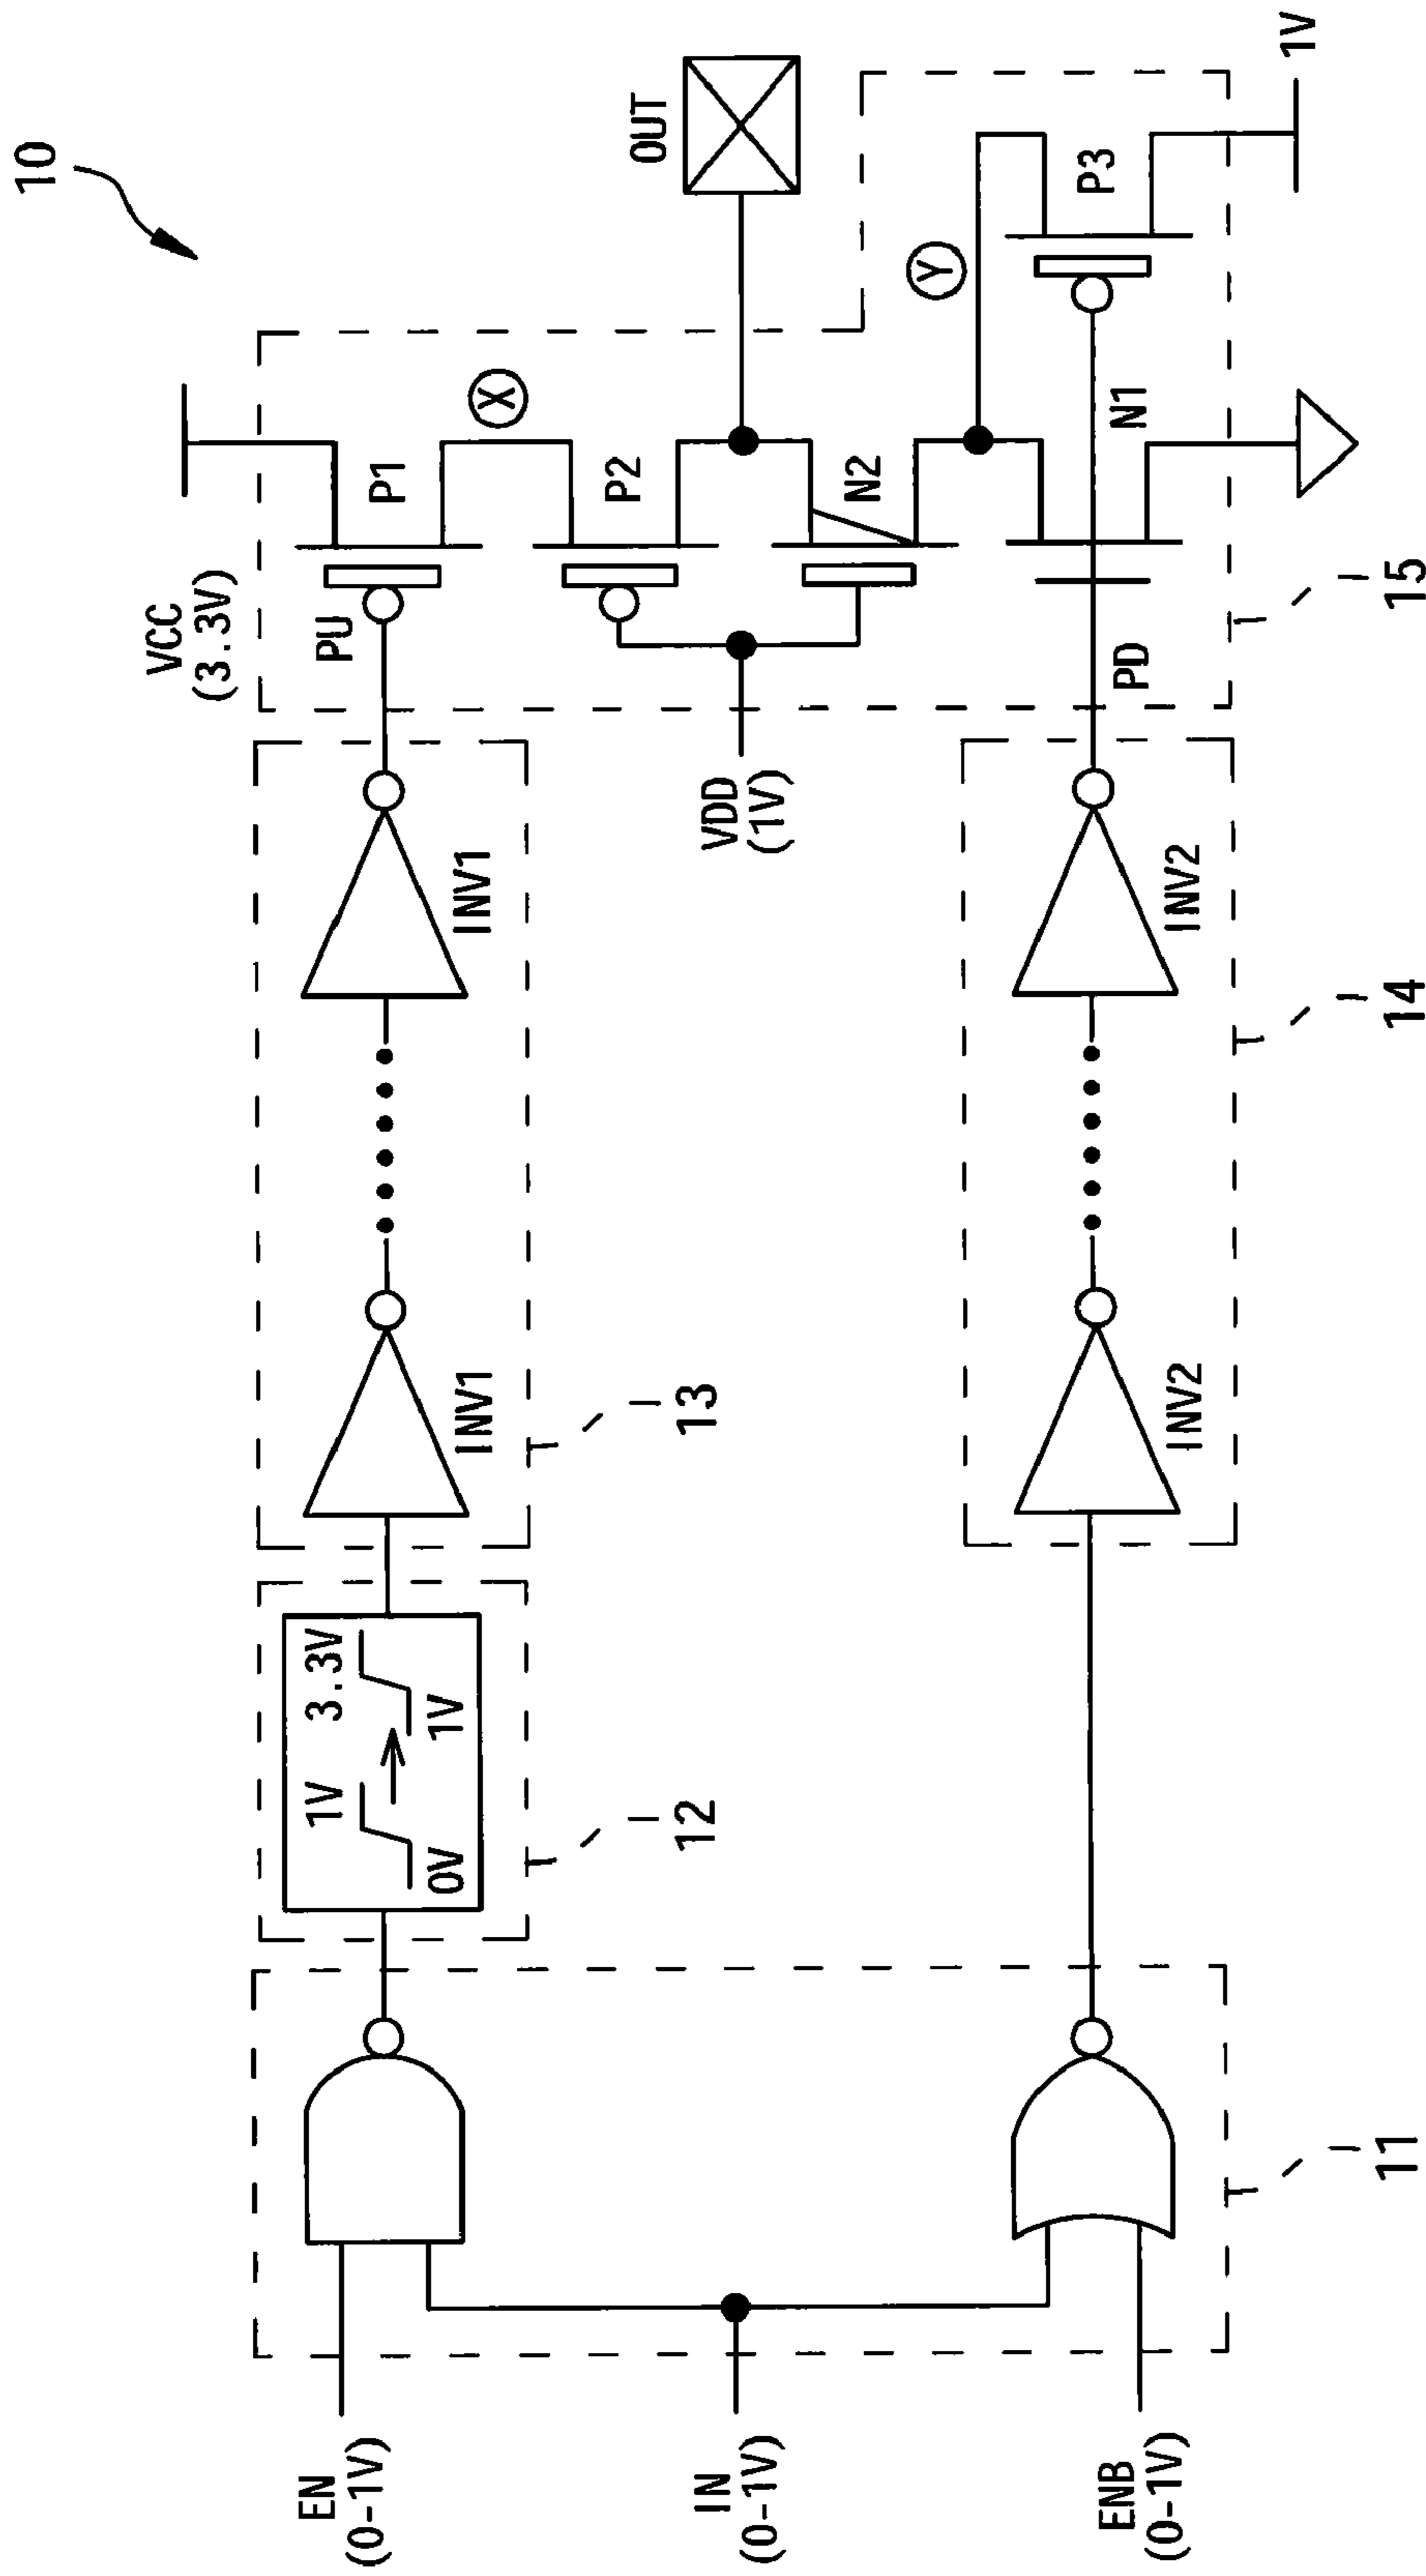 10
VCC
(3.3V)
PU
P1
X
P2
OUT
VDD
(1V)
N2
Y
PD
N1
P3
1V
15
INV1
INV1
13
INV2
INV2
14
0V
1V
1V
3.3V
12
EN
(0-1V)
IN
(0-1V)
ENB
(0-1V)
11